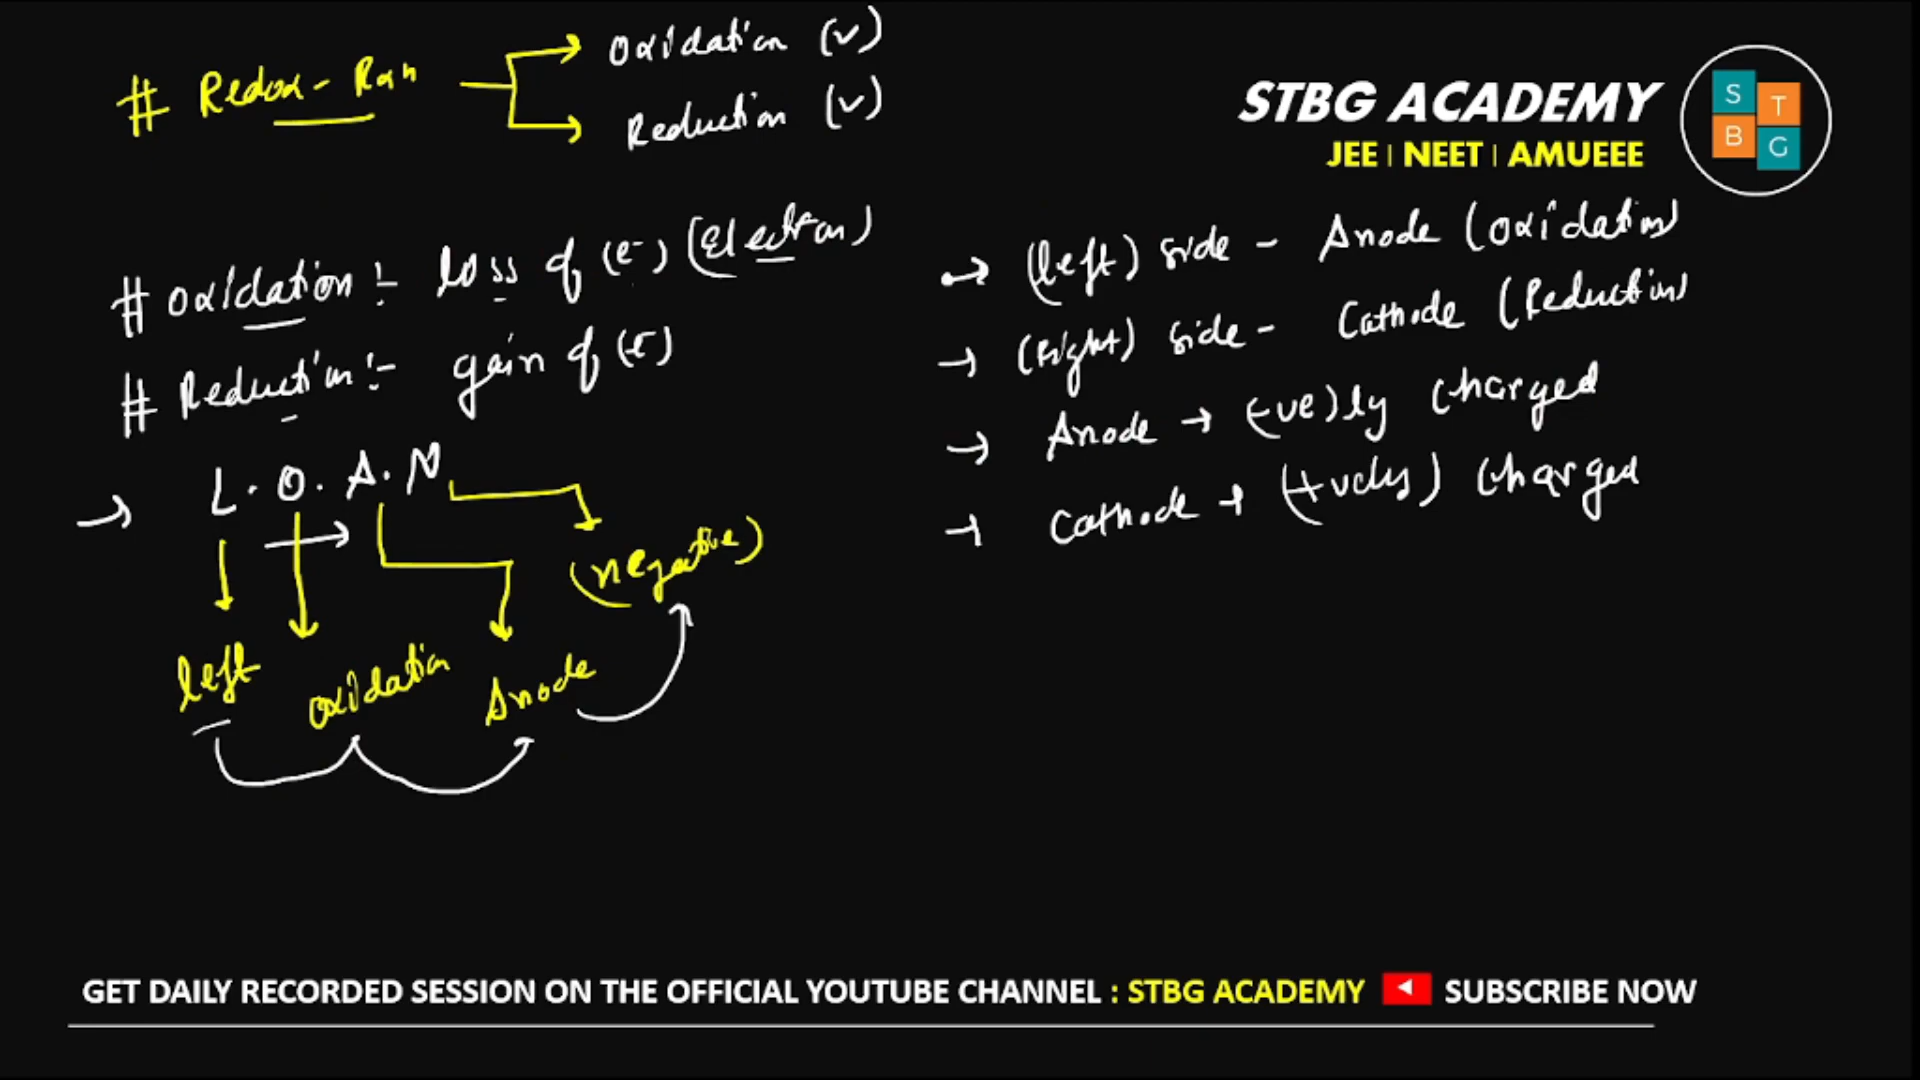 # Redox - Rxn
Oxidation (✓)
Reduction (✓)
STBG ACADEMY
JEE | NEET | AMUEEE
S T
B G
# Oxidation :- loss of (e-) (Electron)
# Reduction :- gain of (e-)
→ L. O. A. N
(negative)
left
oxidation
Anode
→ (left) side - Anode (oxidation)
→ (Right) side - Cathode (Reduction)
→ Anode → (-ve)ly charged
→ Cathode → (+vely) charged
GET DAILY RECORDED SESSION ON THE OFFICIAL YOUTUBE CHANNEL : STBG ACADEMY SUBSCRIBE NOW